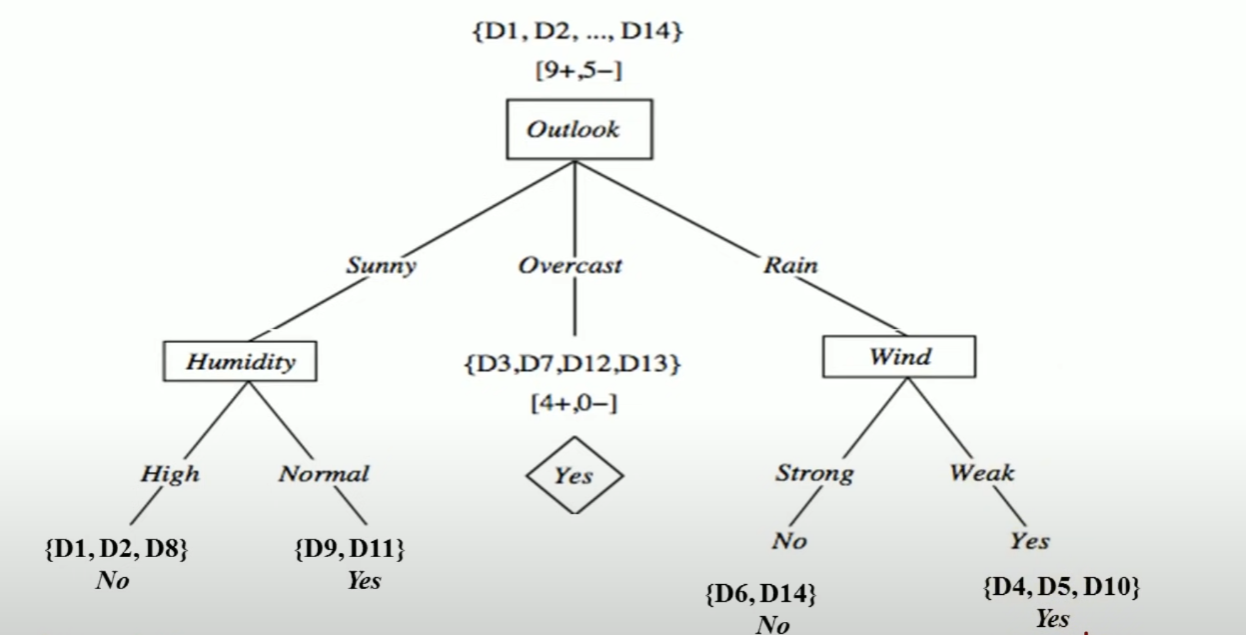 {D1, D2, ..., D14}
[9+,5−]
Outlook
Sunny
Overcast
Rain
Humidity
{D3,D7,D12,D13}
[4+,0−]
Wind
High
Normal
Yes
Strong
Weak
{D1, D2, D8}
No
{D9, D11}
Yes
No
Yes
{D6, D14}
No
{D4, D5, D10}
Yes